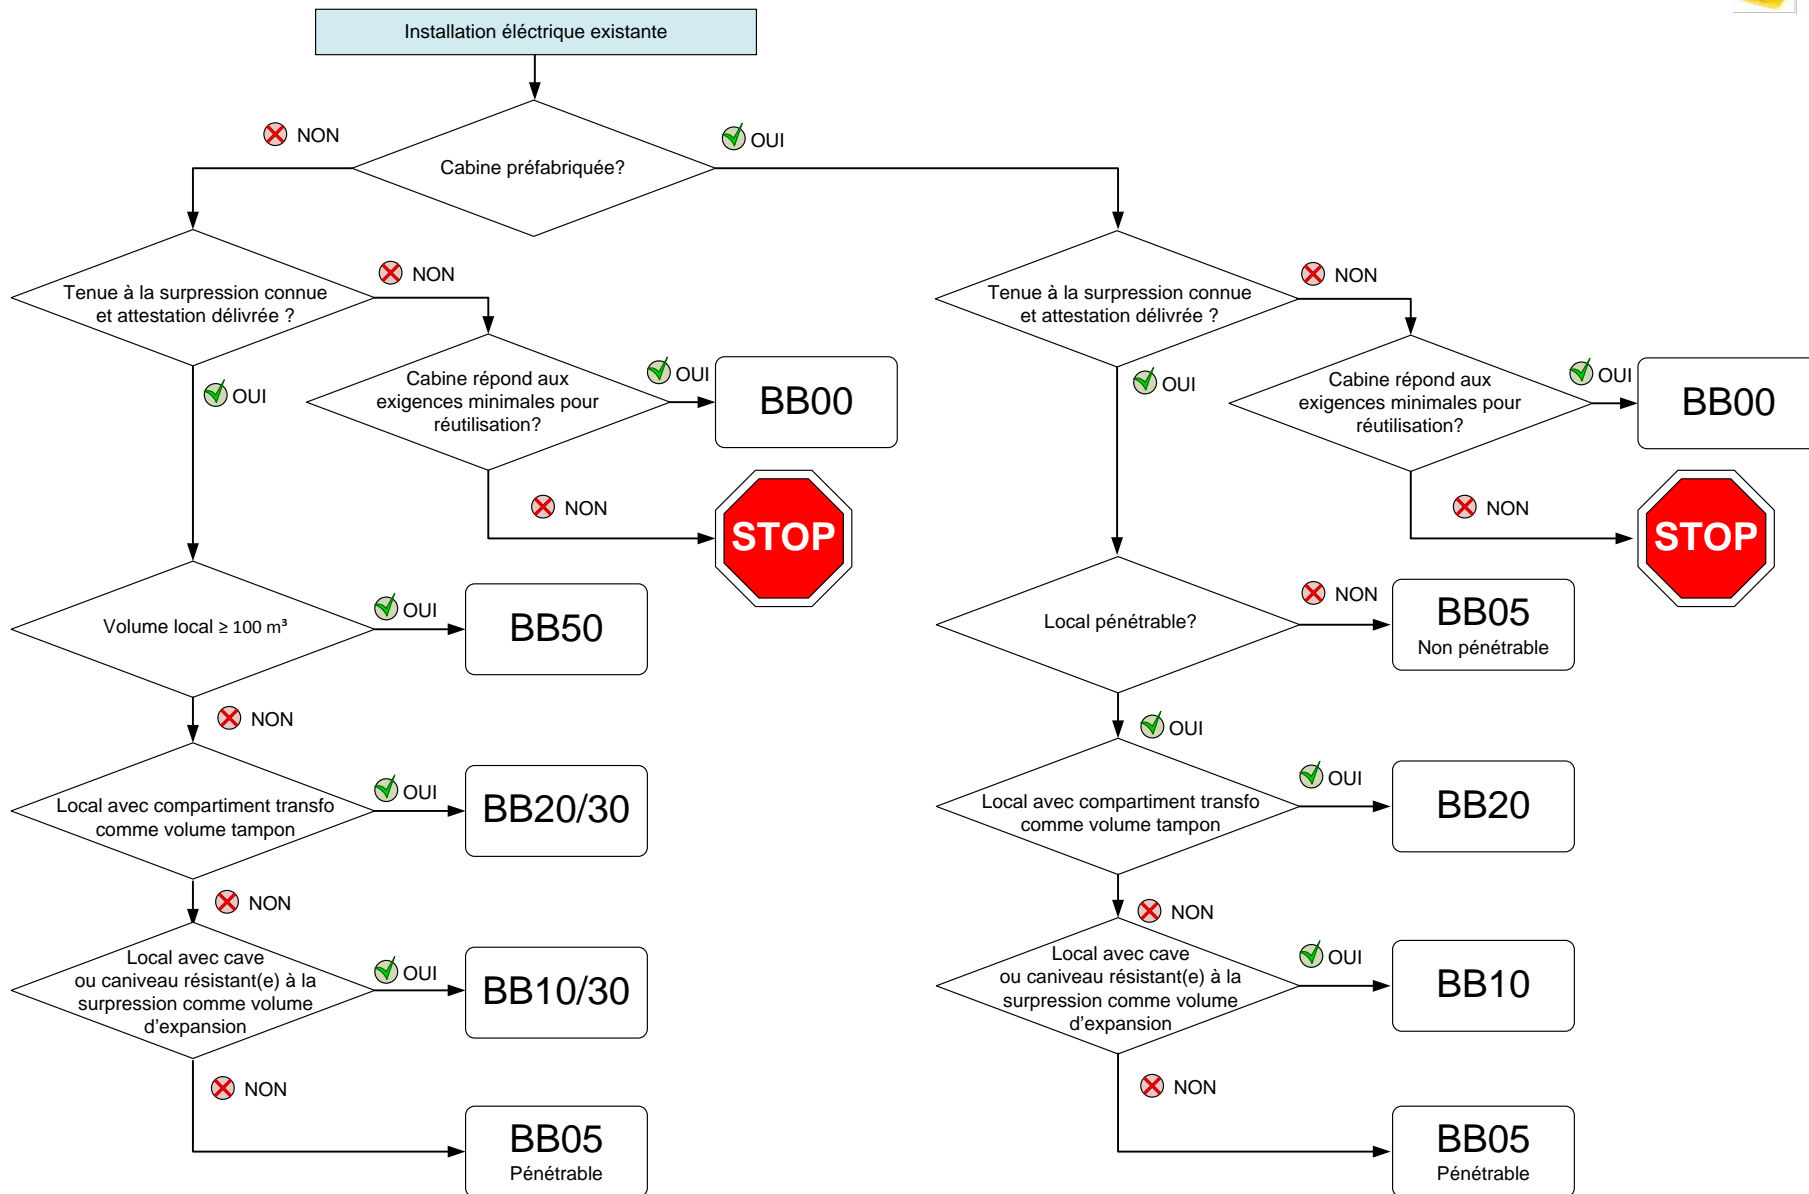 Installation éléctrique existante
NON
OUI
Cabine préfabriquée?
NON
NON
Tenue à la surpression connue
et attestation délivrée ?
Tenue à la surpression connue
et attestation délivrée ?
OUI
OUI
Cabine répond aux
exigences minimales pour
réutilisation?
OUI
BB00
OUI
Cabine répond aux
exigences minimales pour
réutilisation?
OUI
BB00
NON
STOP
NON
STOP
Volume local ≥ 100 m³
OUI
BB50
Local pénétrable?
NON
BB05
Non pénétrable
NON
OUI
Local avec compartiment transfo
comme volume tampon
OUI
BB20/30
Local avec compartiment transfo
comme volume tampon
OUI
BB20
NON
NON
Local avec cave
ou caniveau résistant(e) à la
surpression comme volume
d'expansion
OUI
BB10/30
Local avec cave
ou caniveau résistant(e) à la
surpression comme volume
d'expansion
OUI
BB10
NON
NON
BB05
Pénétrable
BB05
Pénétrable